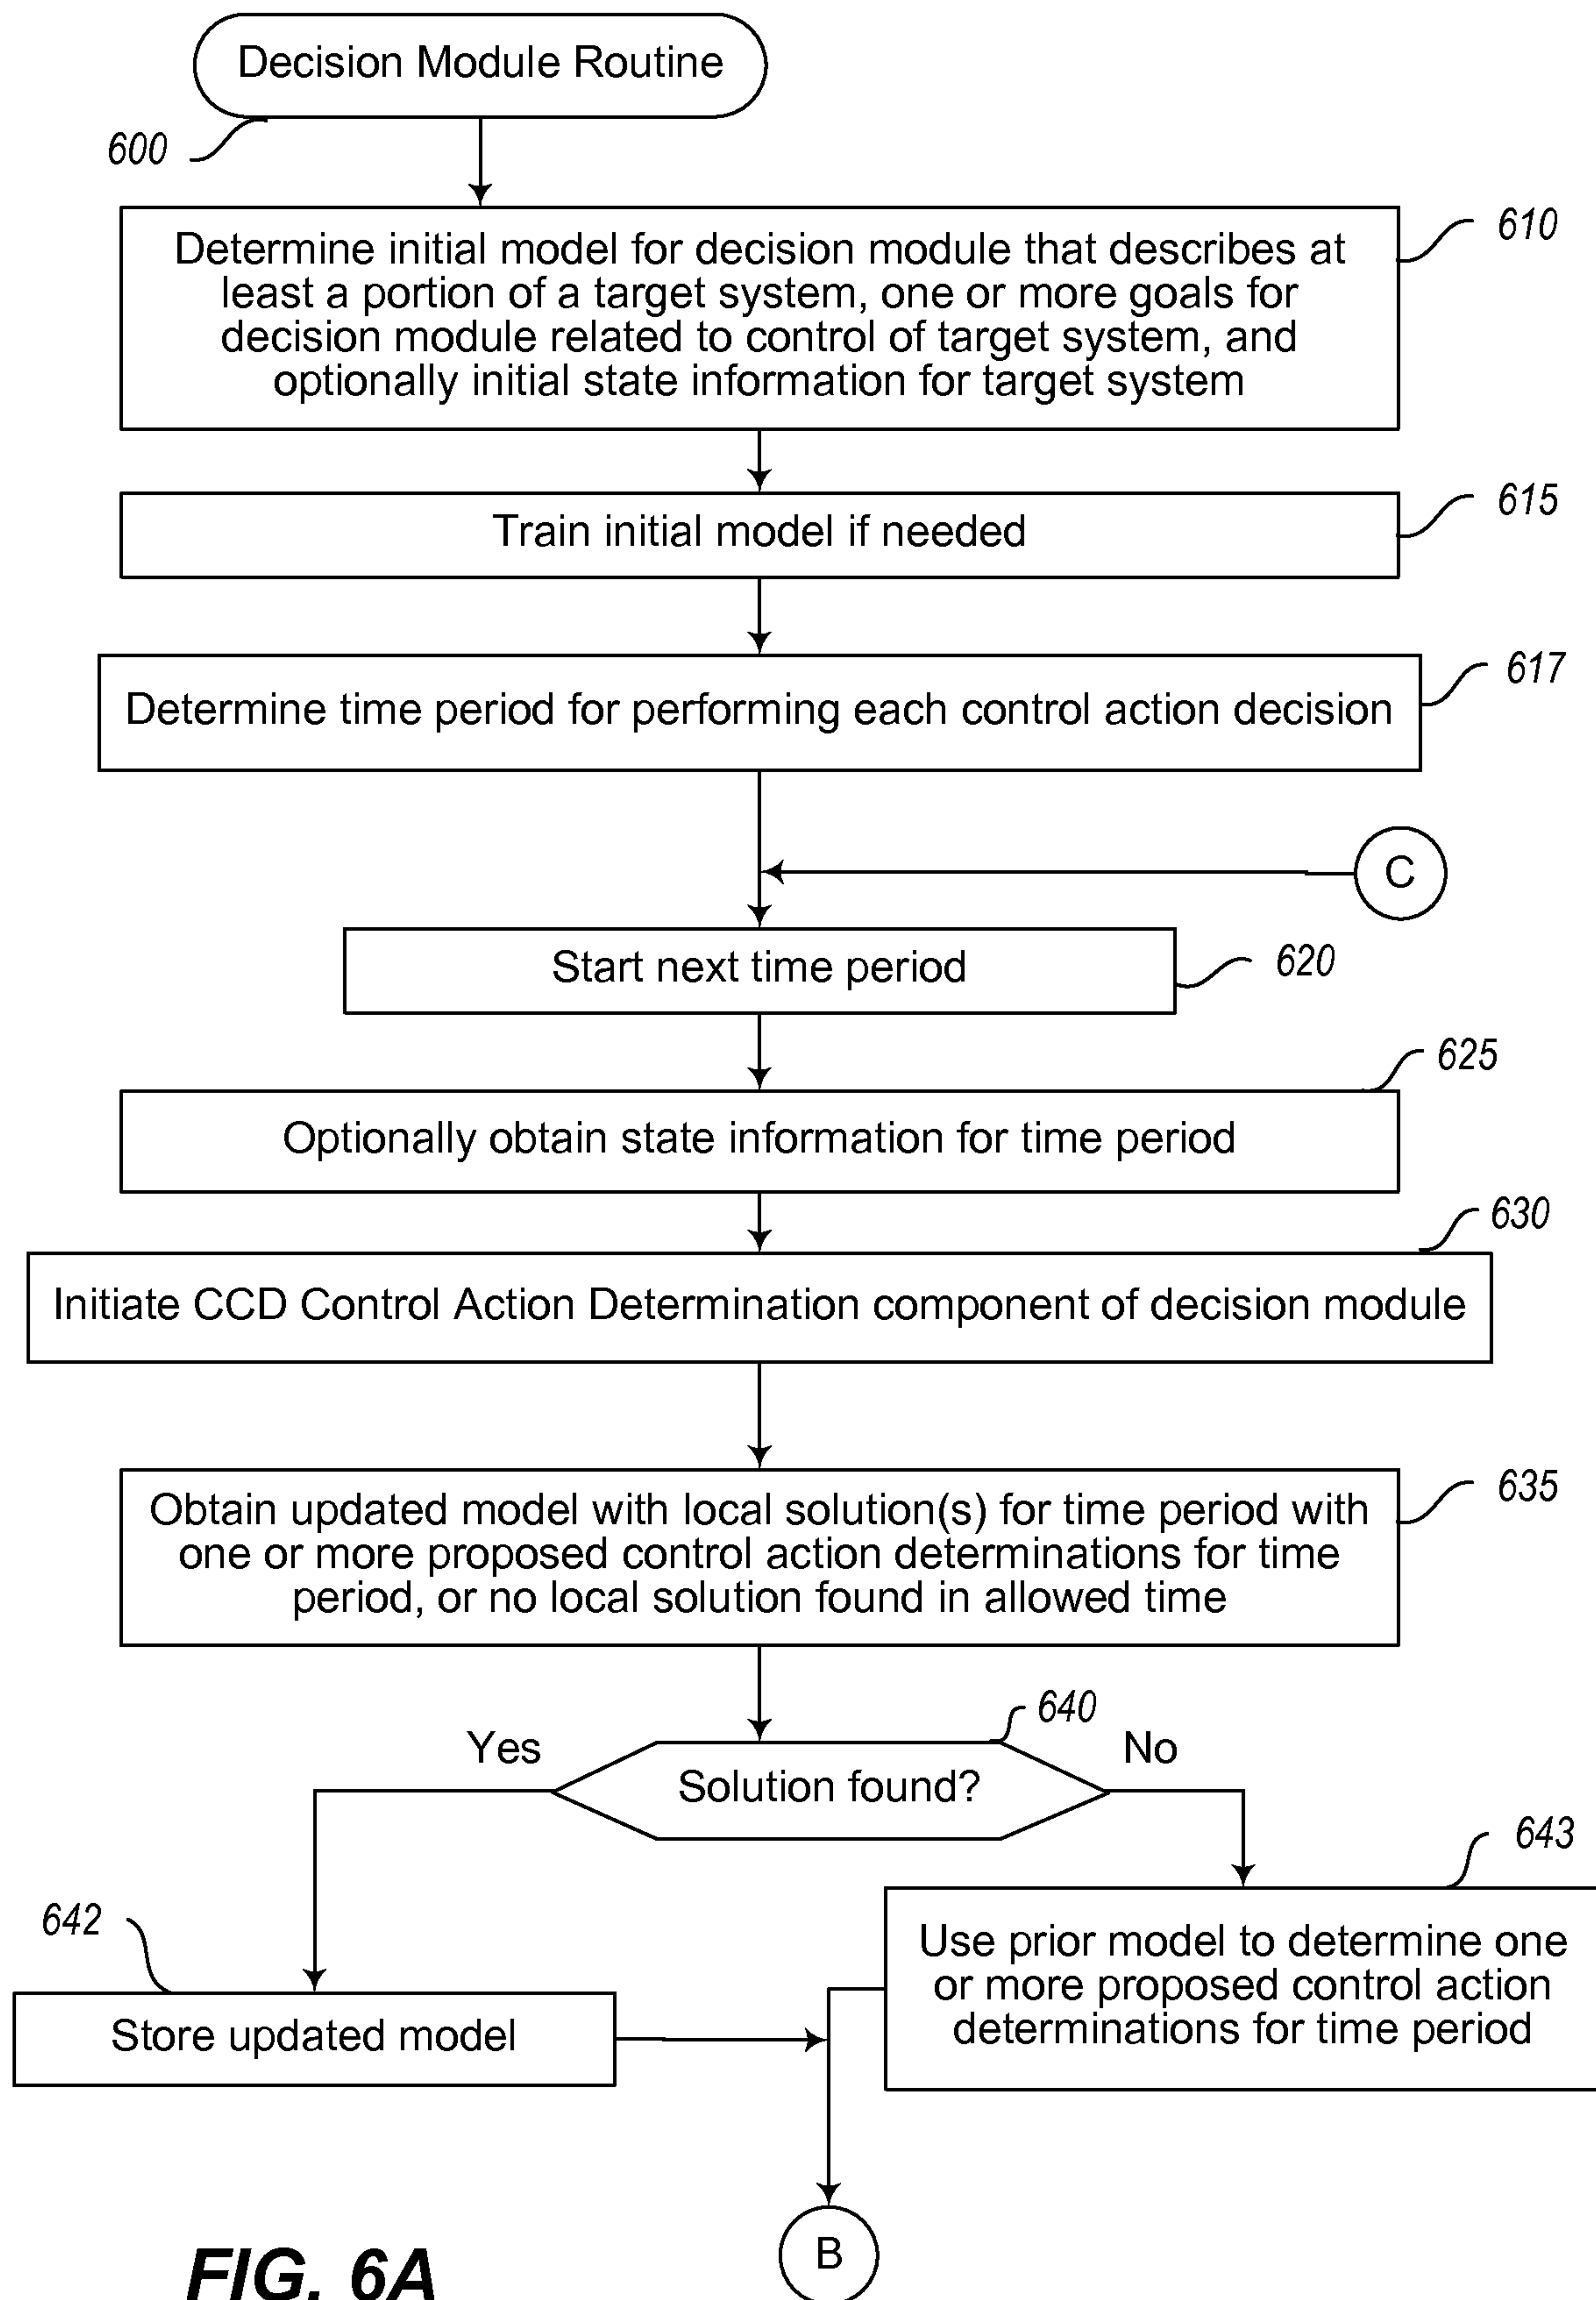 Decision Module Routine
600
Determine initial model for decision module that describes at
least a portion of a target system, one or more goals for
decision module related to control of target system, and
optionally initial state information for target system
610
Train initial model if needed
615
Determine time period for performing each control action decision
617
C
Start next time period
620
Optionally obtain state information for time period
625
Initiate CCD Control Action Determination component of decision module
630
Obtain updated model with local solution(s) for time period with
one or more proposed control action determinations for time
period, or no local solution found in allowed time
635
Solution found?
640
Yes
No
642
Store updated model
643
Use prior model to determine one
or more proposed control action
determinations for time period
B
FIG. 6A